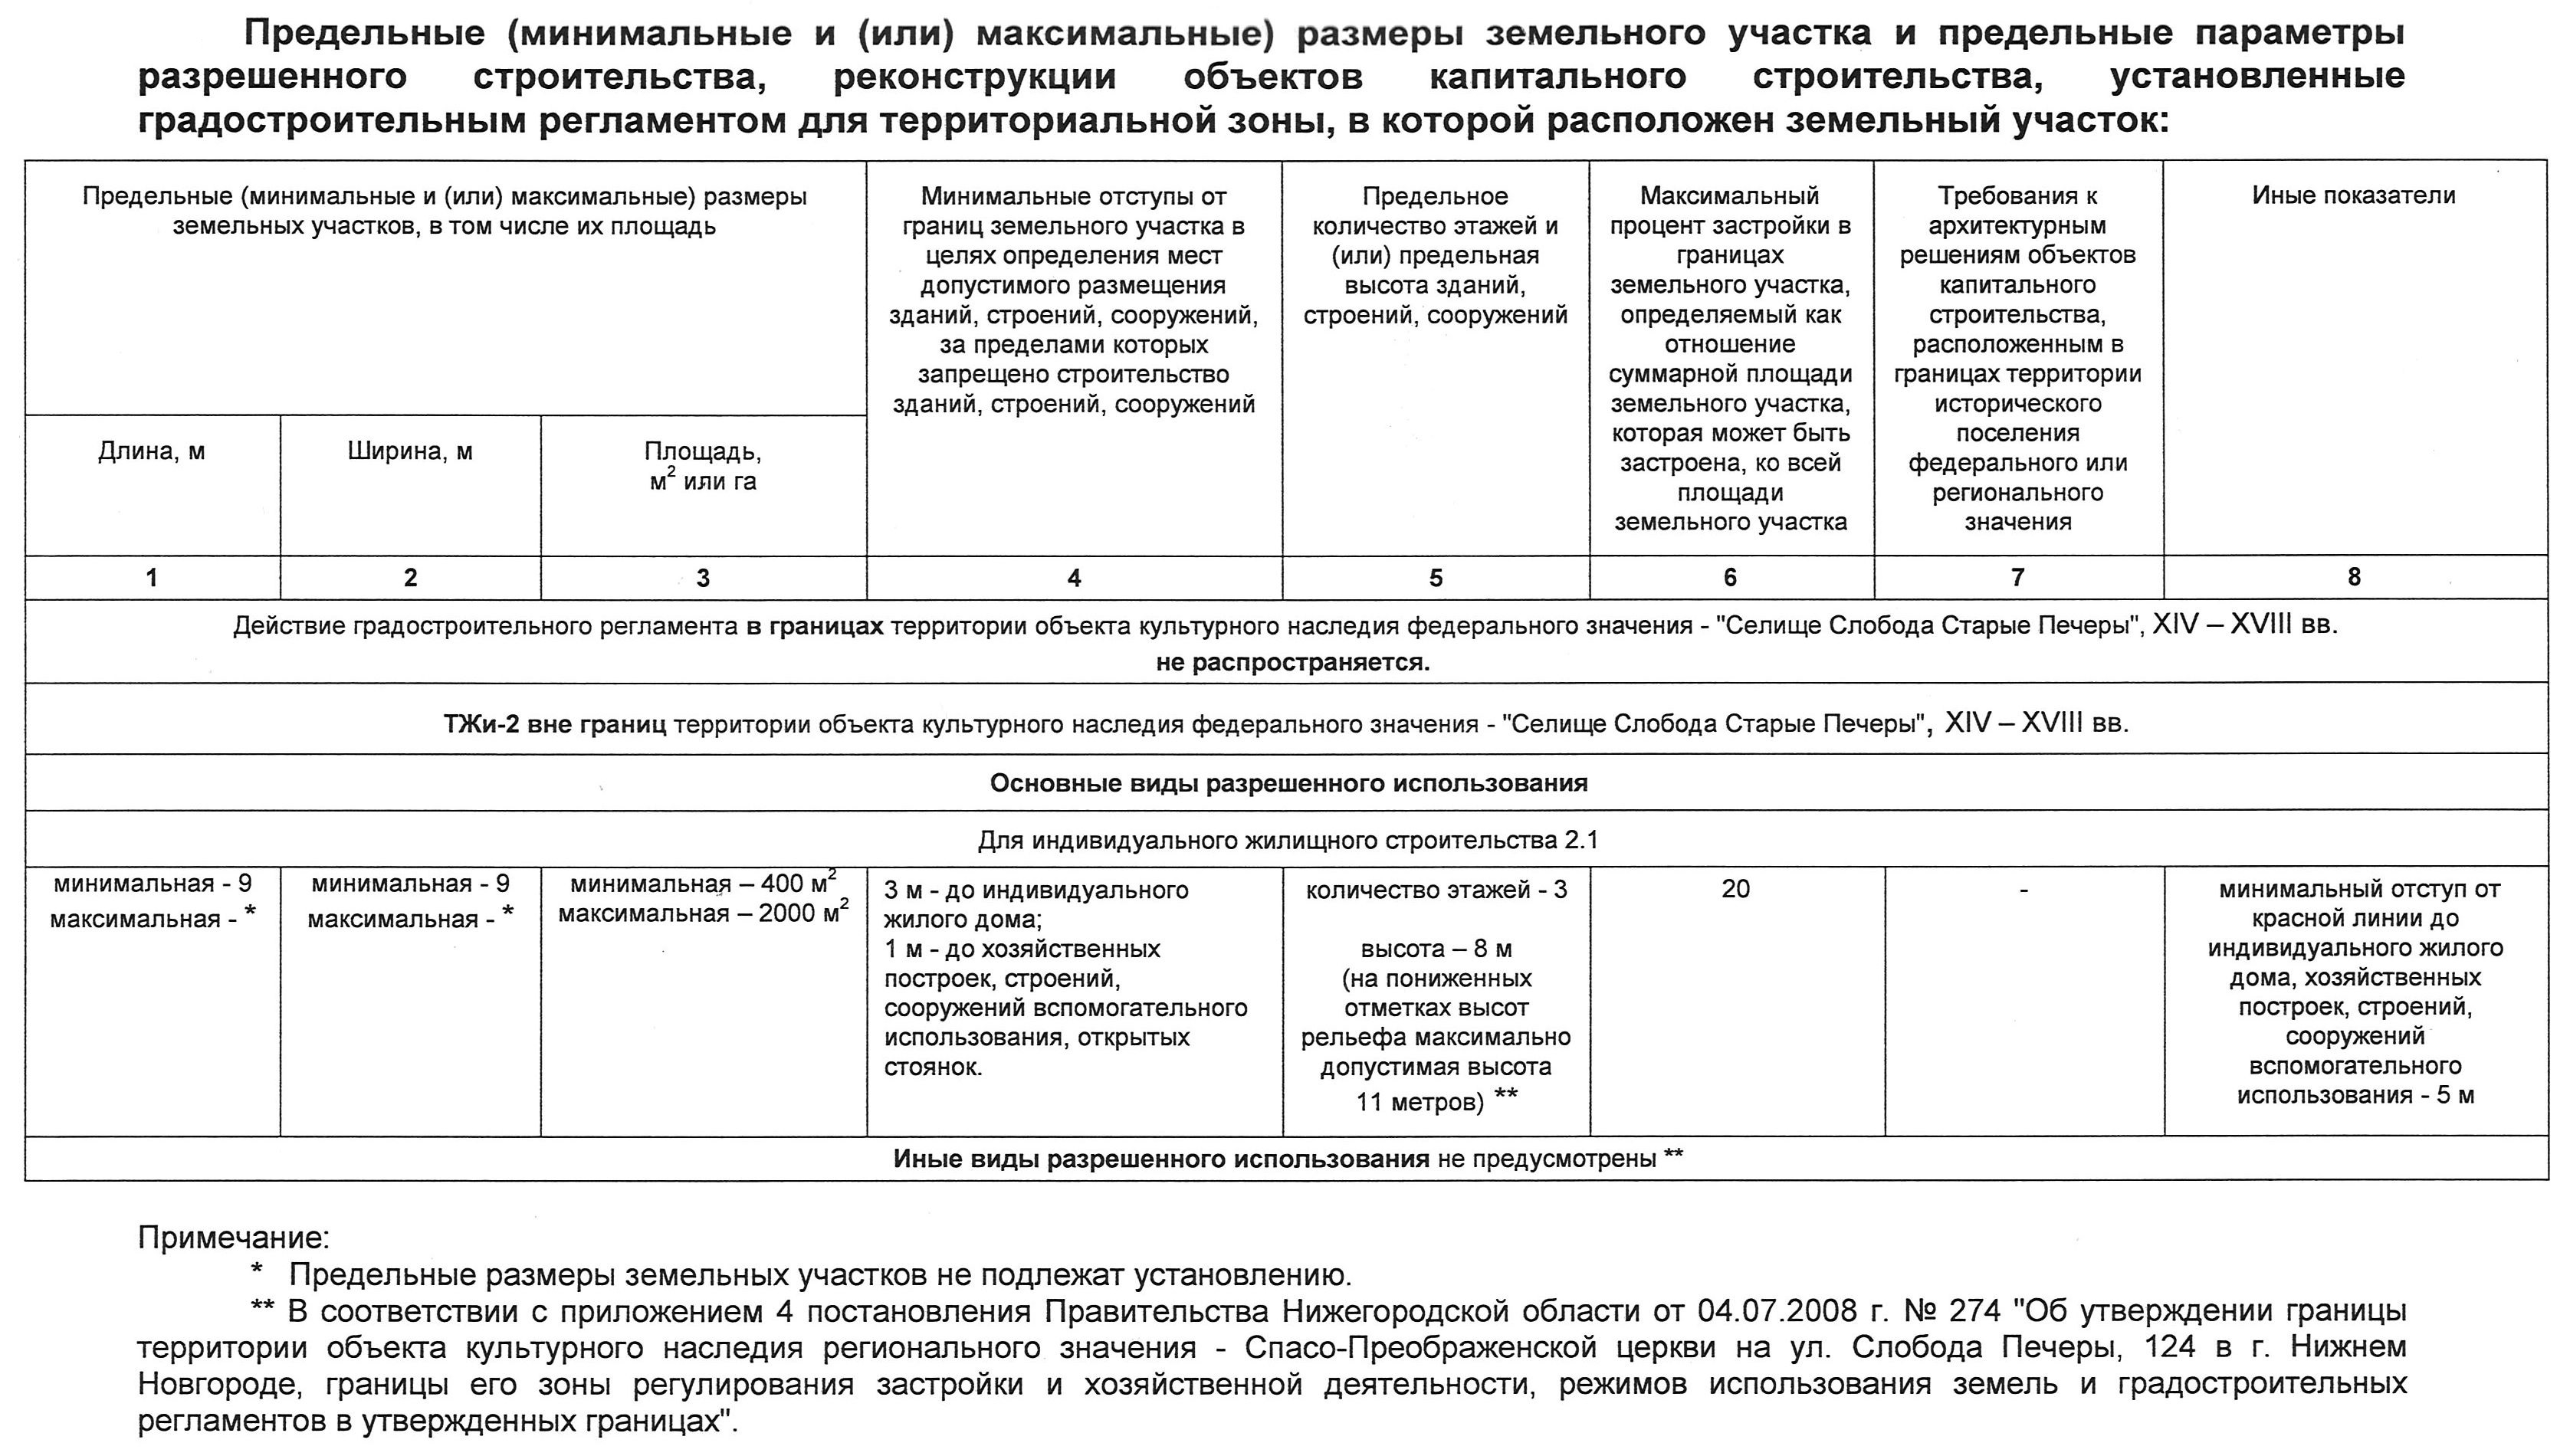 Предельные (минимальные и (или) максимальные) размеры земельного участка и предельные параметры
разрешенного строительства, реконструкции объектов капитального строительства, установленные
градостроительным регламентом для территориальной зоны, в которой расположен земельный участок:
Предельные (минимальные и (или) максимальные) размеры
земельных участков, в том числе их площадь
Длина, м
Ширина, м
Площадь,
м² или га
Минимальные отступы от
границ земельного участка в
целях определения мест
допустимого размещения
зданий, строений, сооружений,
за пределами которых
запрещено строительство
зданий, строений, сооружений
Предельное
количество этажей и
(или) предельная
высота зданий,
строений, сооружений
Максимальный
процент застройки в
границах
земельного участка,
определяемый как
отношение
суммарной площади
земельного участка,
которая может быть
застроена, ко всей
площади
земельного участка
Требования к
архитектурным
решениям объектов
капитального
строительства,
расположенным в
границах территории
исторического
поселения
федерального или
регионального
значения
Иные показатели
1
2
3
4
5
6
7
8
Действие градостроительного регламента в границах территории объекта культурного наследия федерального значения - "Селище Слобода Старые Печеры", XIV – XVIII вв.
не распространяется.
ТЖи-2 вне границ территории объекта культурного наследия федерального значения - "Селище Слобода Старые Печеры", XIV – XVIII вв.
Основные виды разрешенного использования
Для индивидуального жилищного строительства 2.1
минимальная - 9
максимальная - *
минимальная - 9
максимальная - *
минимальная – 400 м²
максимальная – 2000 м²
3 м - до индивидуального
жилого дома;
1 м - до хозяйственных
построек, строений,
сооружений вспомогательного
использования, открытых
стоянок.
количество этажей - 3
высота – 8 м
(на пониженных
отметках высот
рельефа максимально
допустимая высота
11 метров) **
20
-
минимальный отступ от
красной линии до
индивидуального жилого
дома, хозяйственных
построек, строений,
сооружений
вспомогательного
использования - 5 м
Иные виды разрешенного использования не предусмотрены **
Примечание:
* Предельные размеры земельных участков не подлежат установлению.
** В соответствии с приложением 4 постановления Правительства Нижегородской области от 04.07.2008 г. № 274 "Об утверждении границы
территории объекта культурного наследия регионального значения - Спасо-Преображенской церкви на ул. Слобода Печеры, 124 в г. Нижнем
Новгороде, границы его зоны регулирования застройки и хозяйственной деятельности, режимов использования земель и градостроительных
регламентов в утвержденных границах".